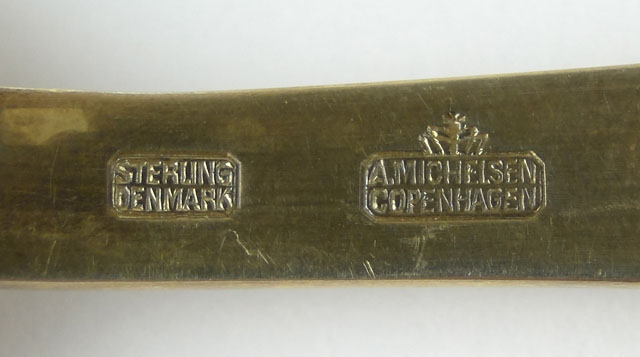 STERLING
DENMARK
A.MICHELSEN
COPENHAGEN